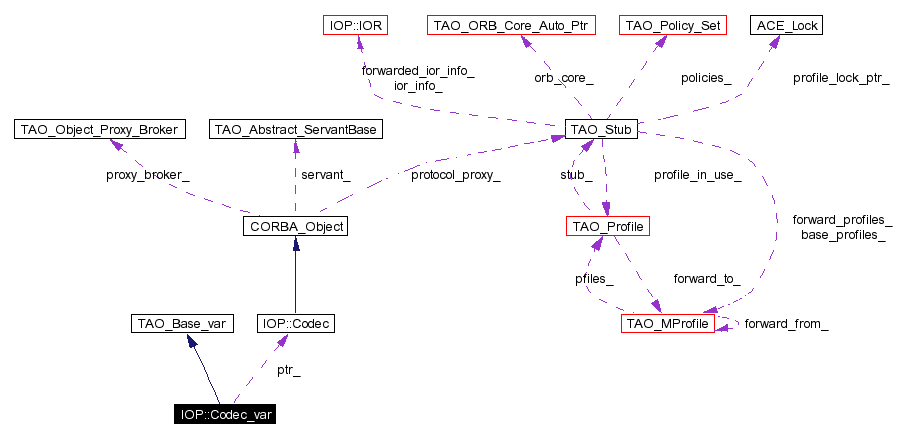 IOP::IOR
TAO_ORB_Core_Auto_Ptr
TAO_Policy_Set
ACE_Lock
forwarded_ior_info_
ior_info_
orb_core_
policies_
profile_lock_ptr_
TAO_Object_Proxy_Broker
TAO_Abstract_ServantBase
TAO_Stub
proxy_broker_
servant_
protocol_proxy_
stub_
profile_in_use_
CORBA_Object
TAO_Profile
forward_profiles_
base_profiles_
pfiles_
forward_to_
TAO_Base_var
IOP::Codec
TAO_MProfile
forward_from_
ptr_
IOP::Codec_var